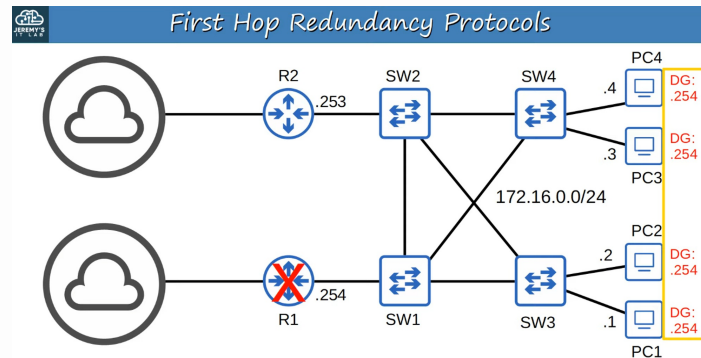 JEREMY'S
IT LAB
First Hop Redundancy Protocols
R2
.253
SW2
SW4
PC4
.4
DG:
.254
.3
DG:
.254
PC3
172.16.0.0/24
PC2
.2
DG:
.254
.254
R1
SW1
SW3
.1
DG:
.254
PC1